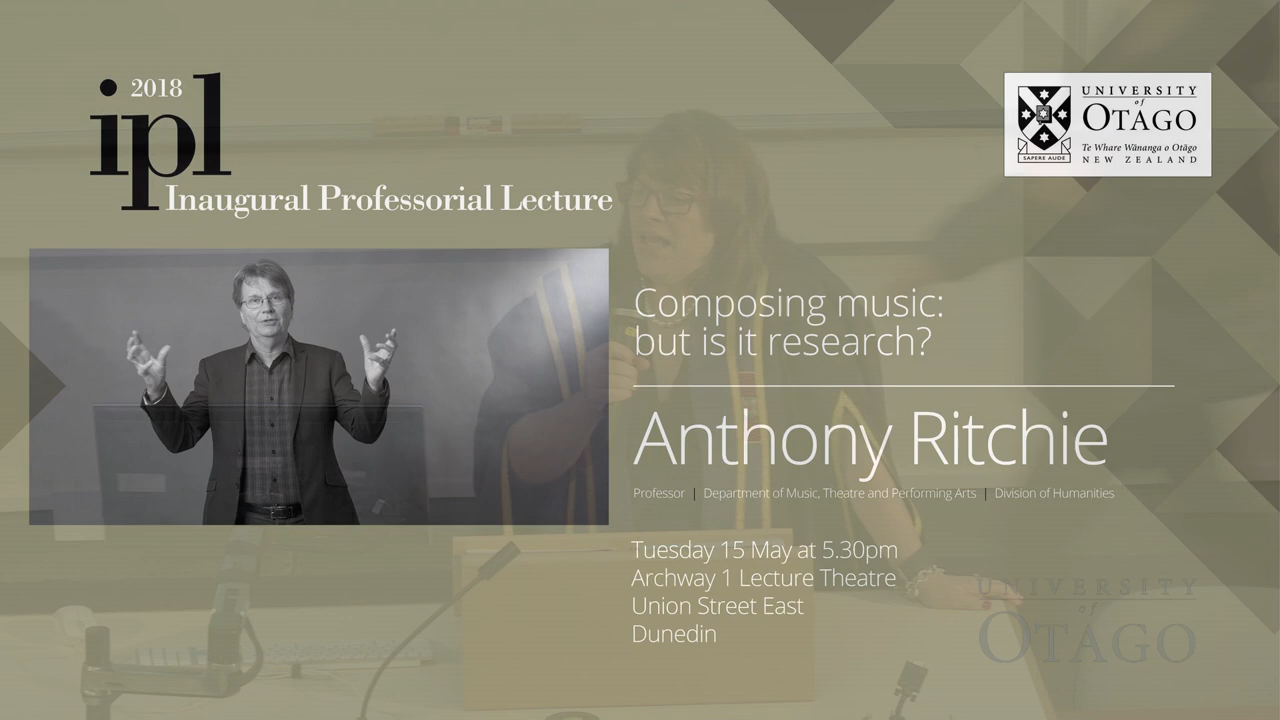 2018
ipl
Inaugural Professorial Lecture
UNIVERSITY
of
OTAGO
Te Whare Wānanga o Otāgo
NEW ZEALAND
SAPERE AUDE
Composing music:
but is it research?
Anthony Ritchie
Professor | Department of Music, Theatre and Performing Arts | Division of Humanities
Tuesday 15 May at 5.30pm
Archway 1 Lecture Theatre
Union Street East
Dunedin
UNIVERSITY
of
OTAGO